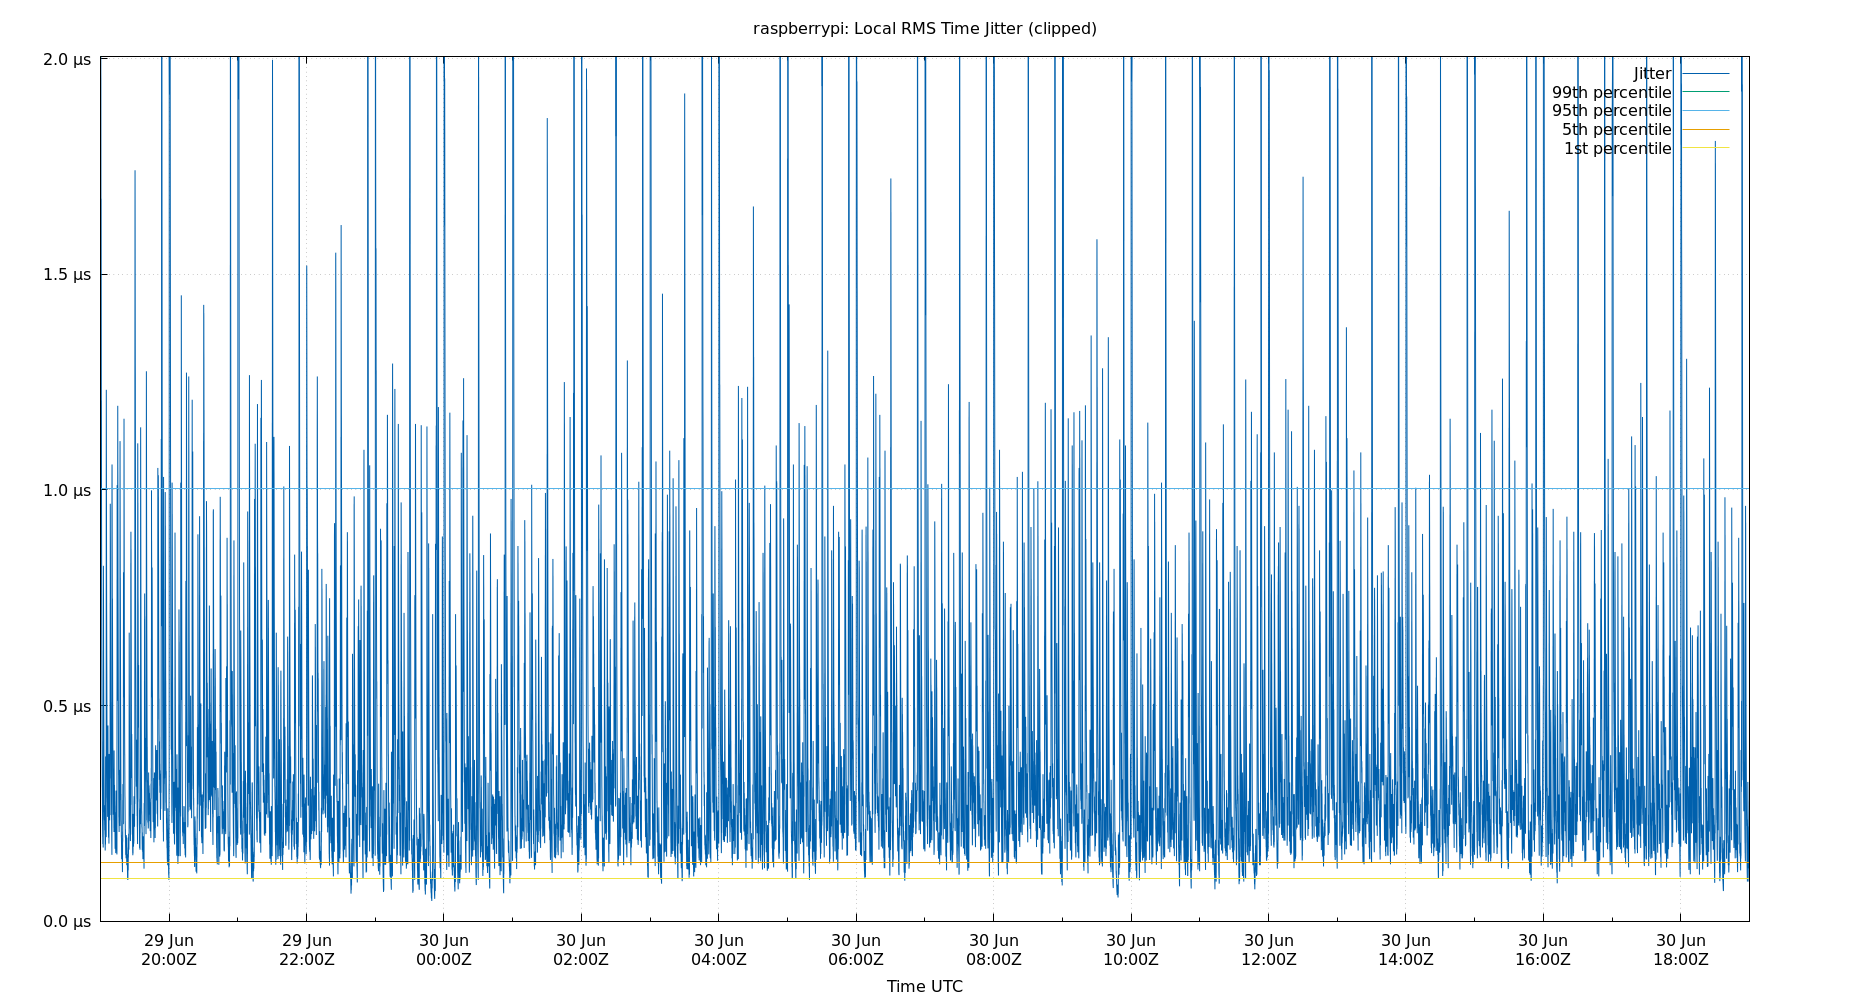 raspberrypi: Local RMS Time Jitter (clipped)
2.0 µs
1.5 µs
1.0 µs
0.5 µs
0.0 µs
Jitter
99th percentile
95th percentile
5th percentile
1st percentile
29 Jun 29 Jun 30 Jun 30 Jun 30 Jun 30 Jun 30 Jun 30 Jun 30 Jun 30 Jun 30 Jun 30 Jun
20:00Z 22:00Z 00:00Z 02:00Z 04:00Z 06:00Z 08:00Z 10:00Z 12:00Z 14:00Z 16:00Z 18:00Z
Time UTC